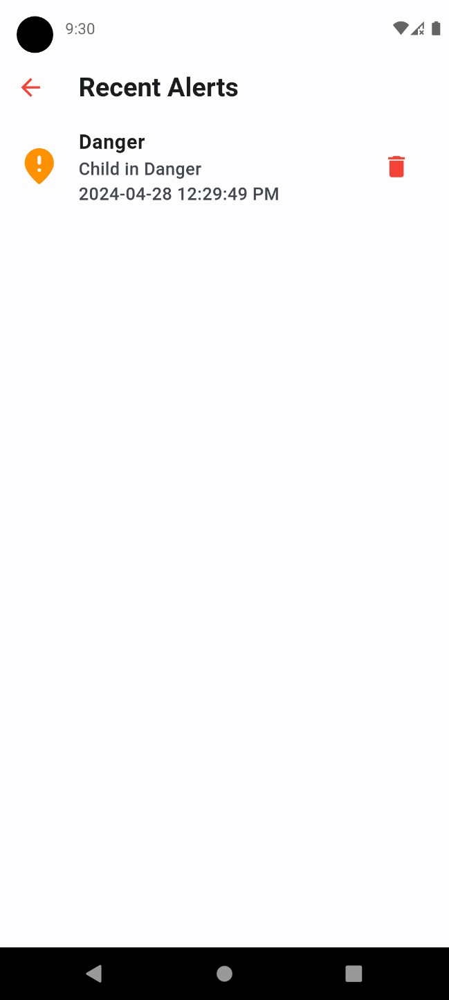 9:30
Recent Alerts
Danger
Child in Danger
2024-04-28 12:29:49 PM